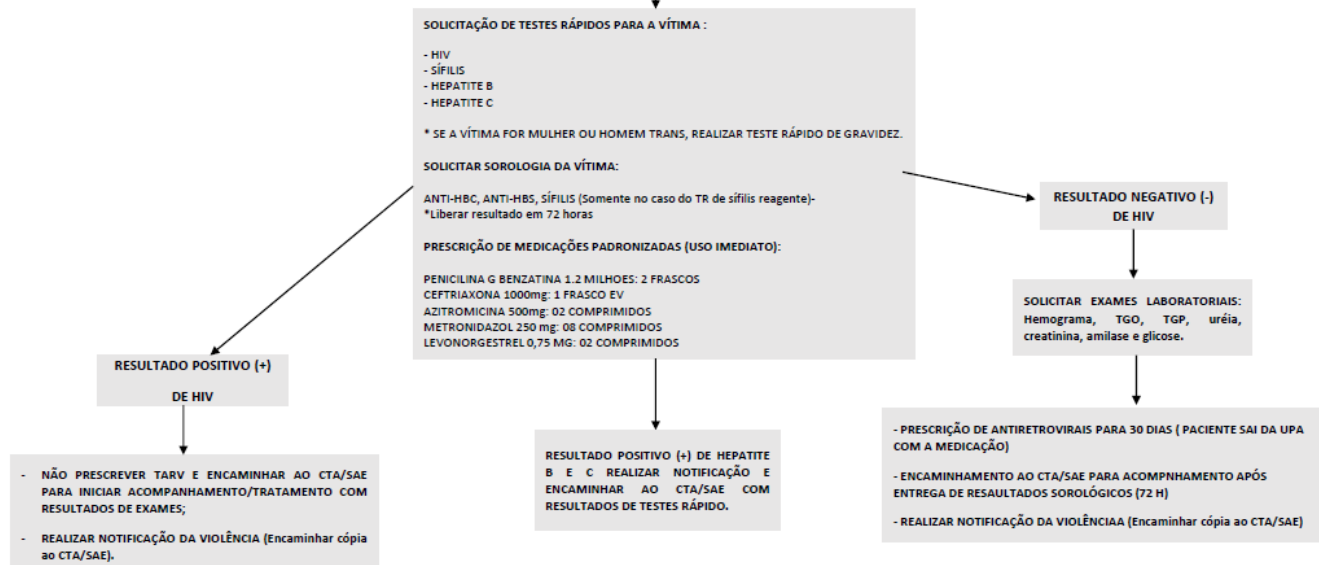 SOLICITAÇÃO DE TESTES RÁPIDOS PARA A VÍTIMA :
- HIV
- SÍFILIS
- HEPATITE B
- HEPATITE C
* SE A VÍTIMA FOR MULHER OU HOMEM TRANS, REALIZAR TESTE RÁPIDO DE GRAVIDEZ.
SOLICITAR SOROLOGIA DA VÍTIMA:
ANTI-HBC, ANTI-HBS, SÍFILIS (Somente no caso do TR de sífilis reagente)-
*Liberar resultado em 72 horas
PRESCRIÇÃO DE MEDICAÇÕES PADRONIZADAS (USO IMEDIATO):
PENICILINA G BENZATINA 1.2 MILHOES: 2 FRASCOS
CEFTRIAXONA 1000mg: 1 FRASCO EV
AZITROMICINA 500mg: 02 COMPRIMIDOS
METRONIDAZOL 250 mg: 08 COMPRIMIDOS
LEVONORGESTREL 0,75 MG: 02 COMPRIMIDOS
RESULTADO POSITIVO (+)
DE HIV
- NÃO PRESCREVER TARV E ENCAMINHAR AO CTA/SAE
PARA INICIAR ACOMPANHAMENTO/TRATAMENTO COM
RESULTADOS DE EXAMES;
- REALIZAR NOTIFICAÇÃO DA VIOLÊNCIA (Encaminhar cópia
ao CTA/SAE).
RESULTADO POSITIVO (+) DE HEPATITE
B E C REALIZAR NOTIFICAÇÃO E
ENCAMINHAR AO CTA/SAE COM
RESULTADOS DE TESTES RÁPIDO.
RESULTADO NEGATIVO (-)
DE HIV
SOLICITAR EXAMES LABORATORIAIS:
Hemograma, TGO, TGP, uréia,
creatinina, amilase e glicose.
- PRESCRIÇÃO DE ANTIRETROVIRAIS PARA 30 DIAS ( PACIENTE SAI DA UPA
COM A MEDICAÇÃO)
- ENCAMINHAMENTO AO CTA/SAE PARA ACOMPNHAMENTO APÓS
ENTREGA DE RESAULTADOS SOROLÓGICOS (72 H)
- REALIZAR NOTIFICAÇÃO DA VIOLÊNCIAA (Encaminhar cópia ao CTA/SAE)